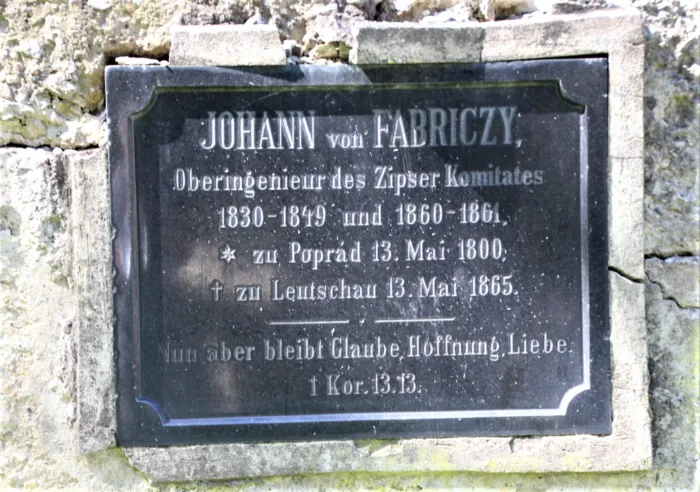 JOHANN von FABRICZY,
Oberingenieur des Zipser Komitates
1830-1849 und 1860-1861,
* zu Poprád 13. Mai 1800,
† zu Leutschau 13. Mai 1865.
Nun aber bleibt Glaube, Hoffnung, Liebe.
1 Kor. 13.13.